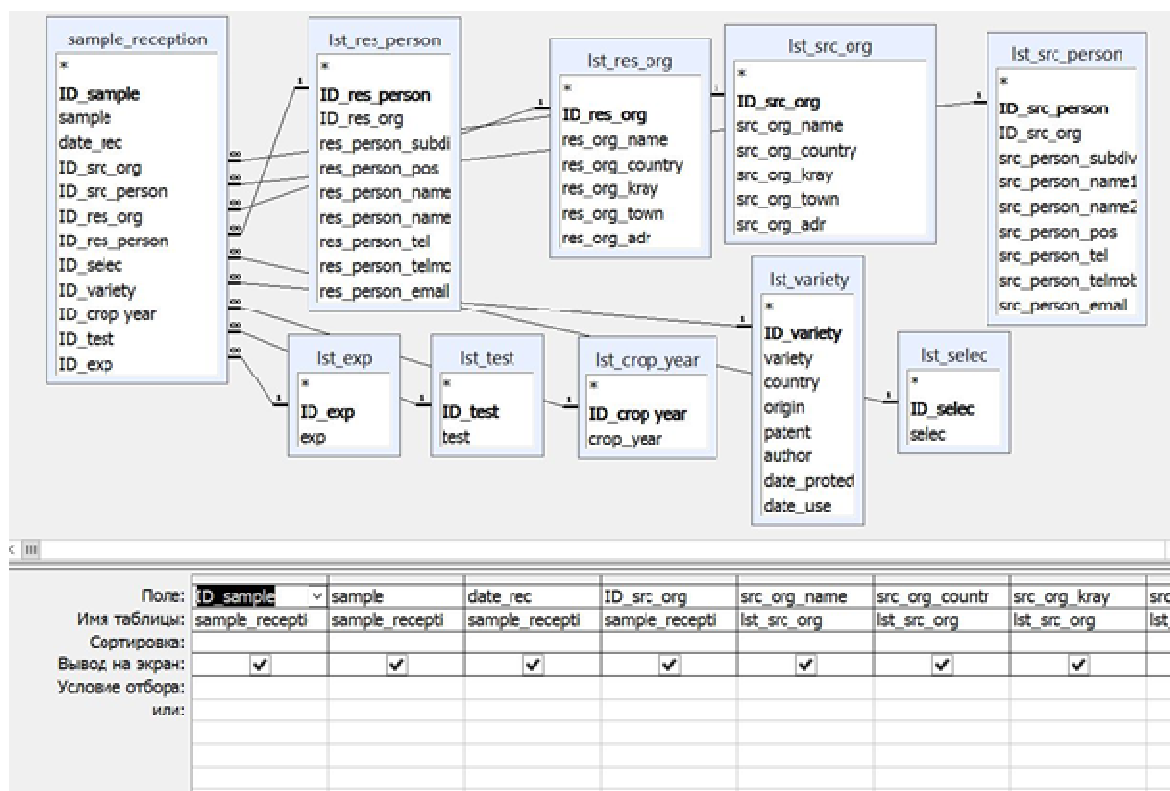 sample_reception
*
ID_sample
sample
date_rec
ID_src_org
ID_src_person
ID_res_org
ID_res_person
ID_selec
ID_variety
ID_crop year
ID_test
ID_exp
lst_res_person
*
ID_res_person
ID_res_org
res_person_subdi
res_person_pos
res_person_name
res_person_name
res_person_tel
res_person_telmo
res_person_email
lst_res_org
*
ID_res_org
res_org_name
res_org_country
res_org_kray
res_org_town
res_org_adr
lst_src_org
*
ID_src_org
src_org_name
src_org_country
src_org_kray
src_org_town
src_org_adr
lst_src_person
*
ID_src_person
ID_src_org
src_person_subdiv
src_person_name1
src_person_name2
src_person_pos
src_person_tel
src_person_telmob
src_person_email
lst_exp
*
ID_exp
exp
lst_test
*
ID_test
test
lst_crop_year
*
ID_crop year
crop_year
lst_variety
*
ID_variety
variety
country
origin
patent
author
date_proted
date_use
lst_selec
*
ID_selec
selec
Поле: ID_sample sample date_rec ID_src_org src_org_name src_org_countr src_org_kray src
Имя таблицы: sample_recepti sample_recepti sample_recepti sample_recepti lst_src_org lst_src_org lst_src_org lst
Сортировка:
Вывод на экран:
Условие отбора:
или: